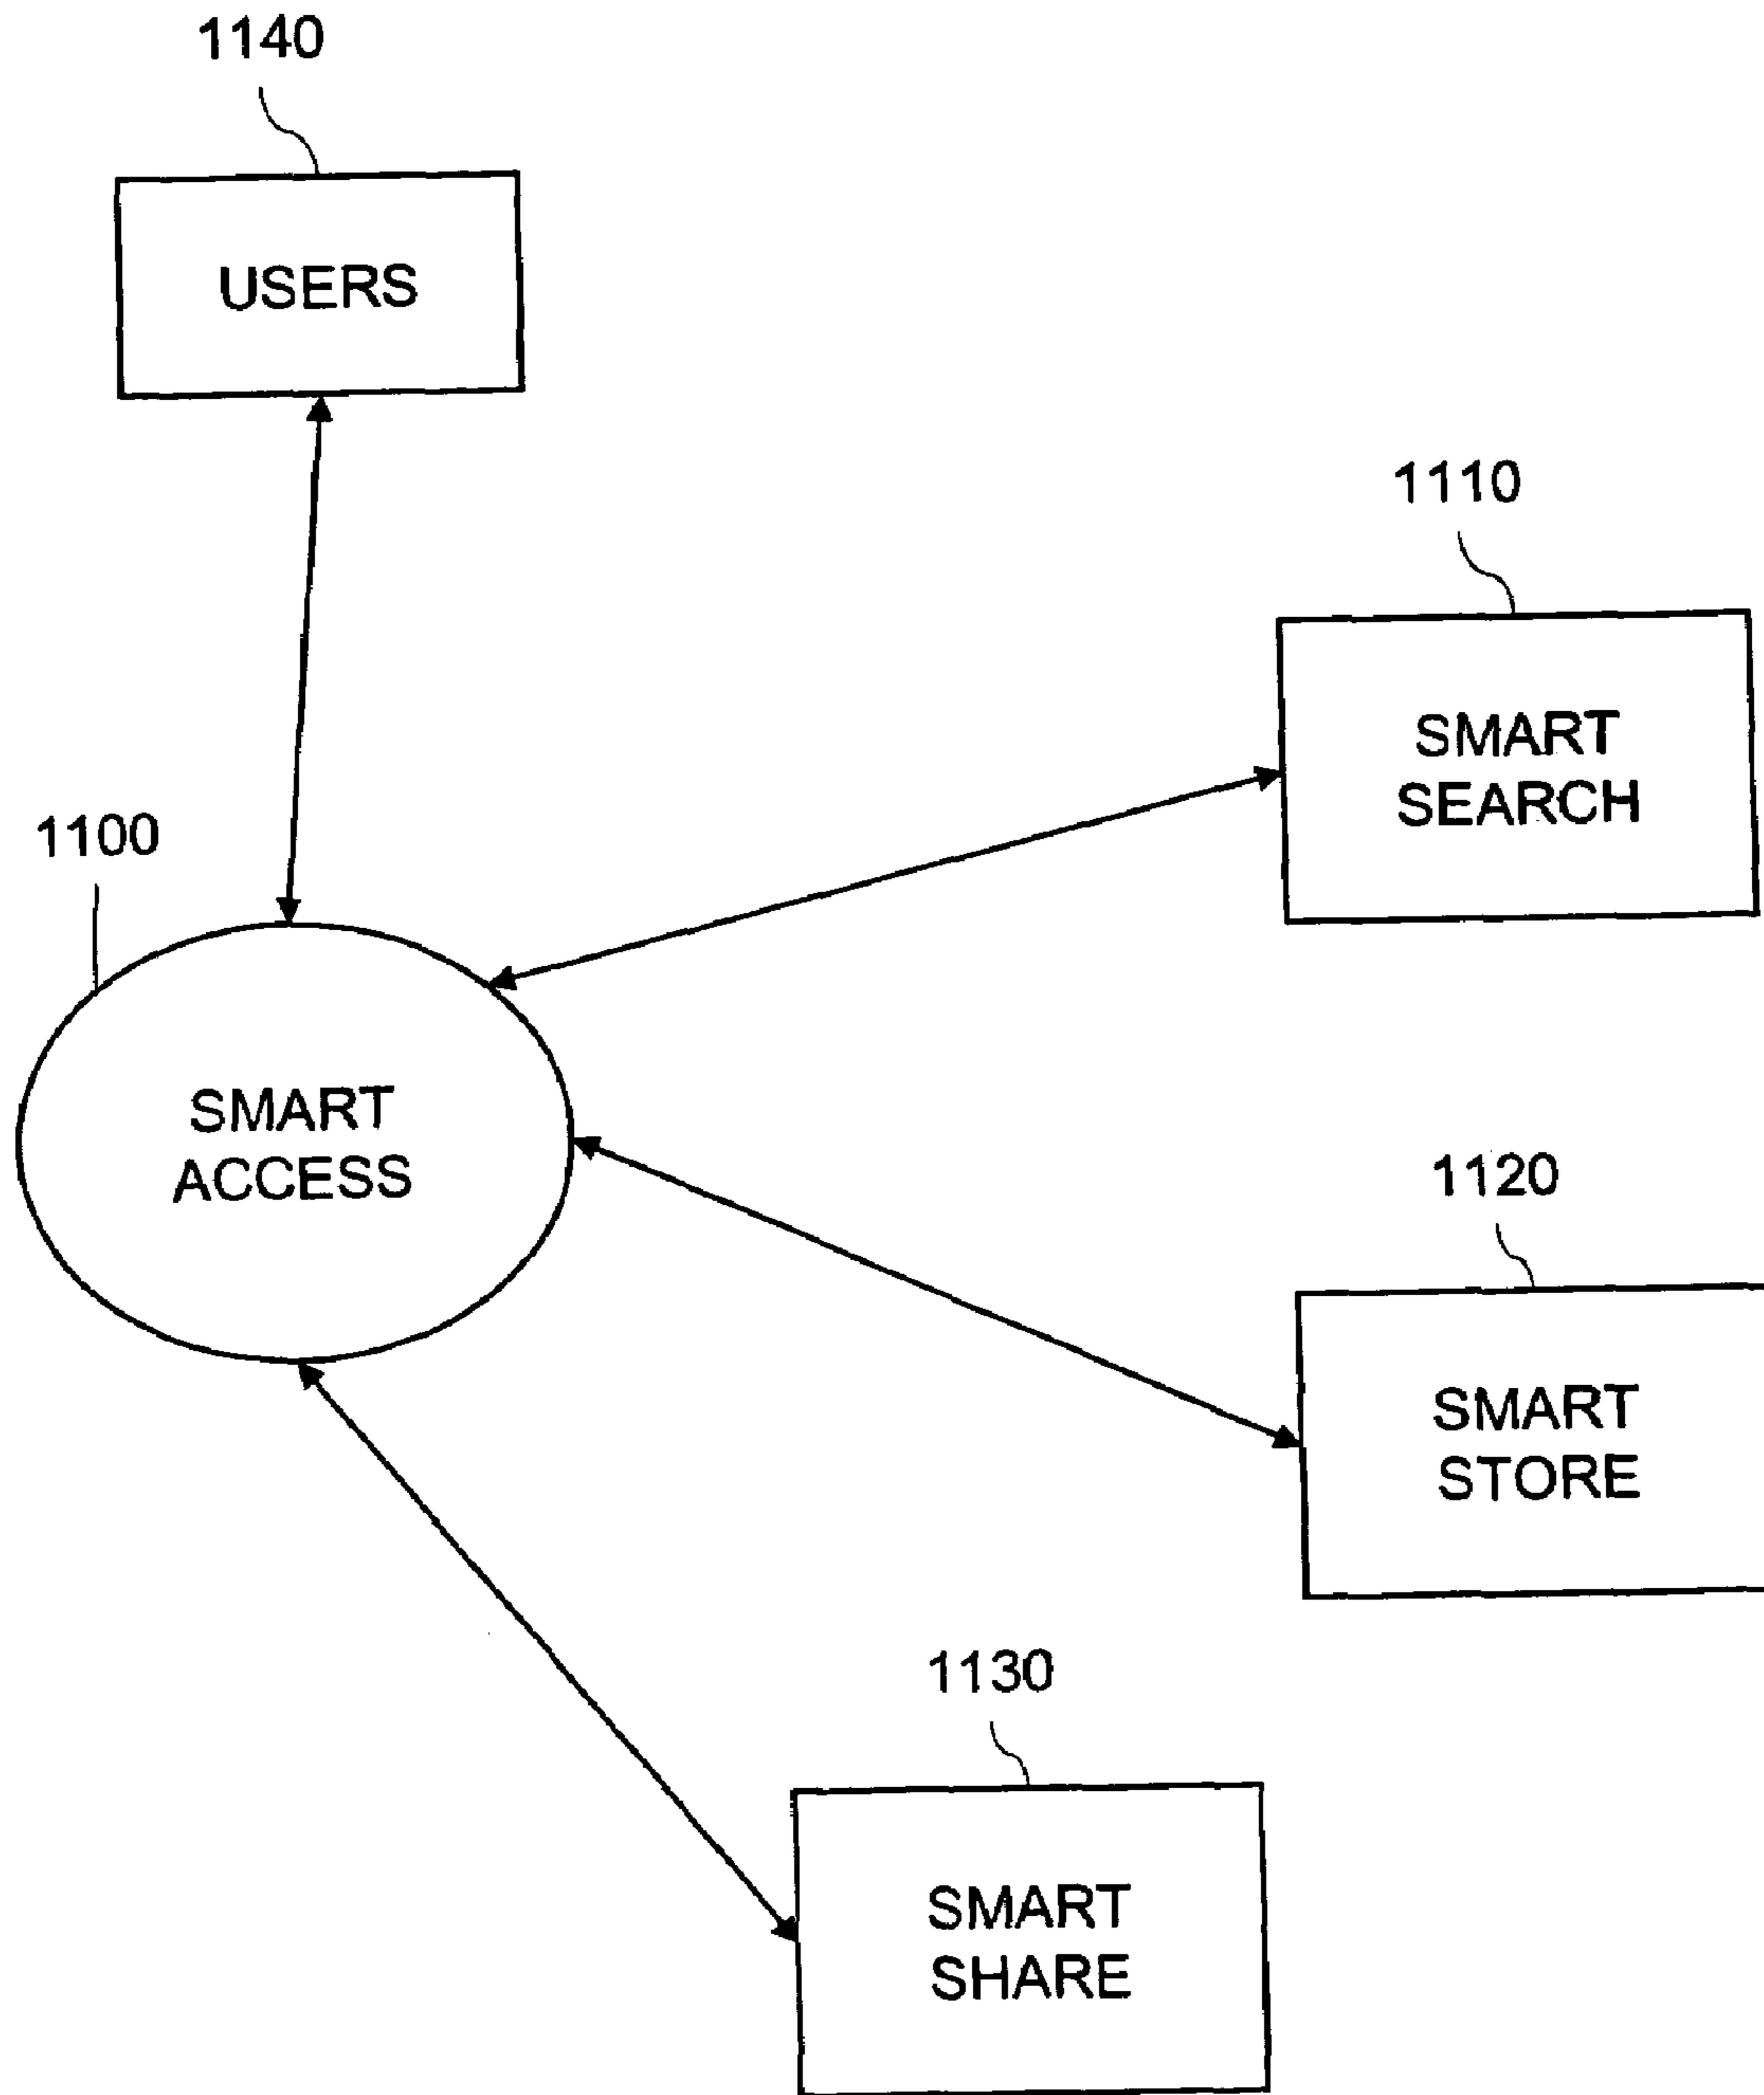 1140
USERS
1110
SMART
SEARCH
1100
SMART
ACCESS
1120
SMART
STORE
1130
SMART
SHARE